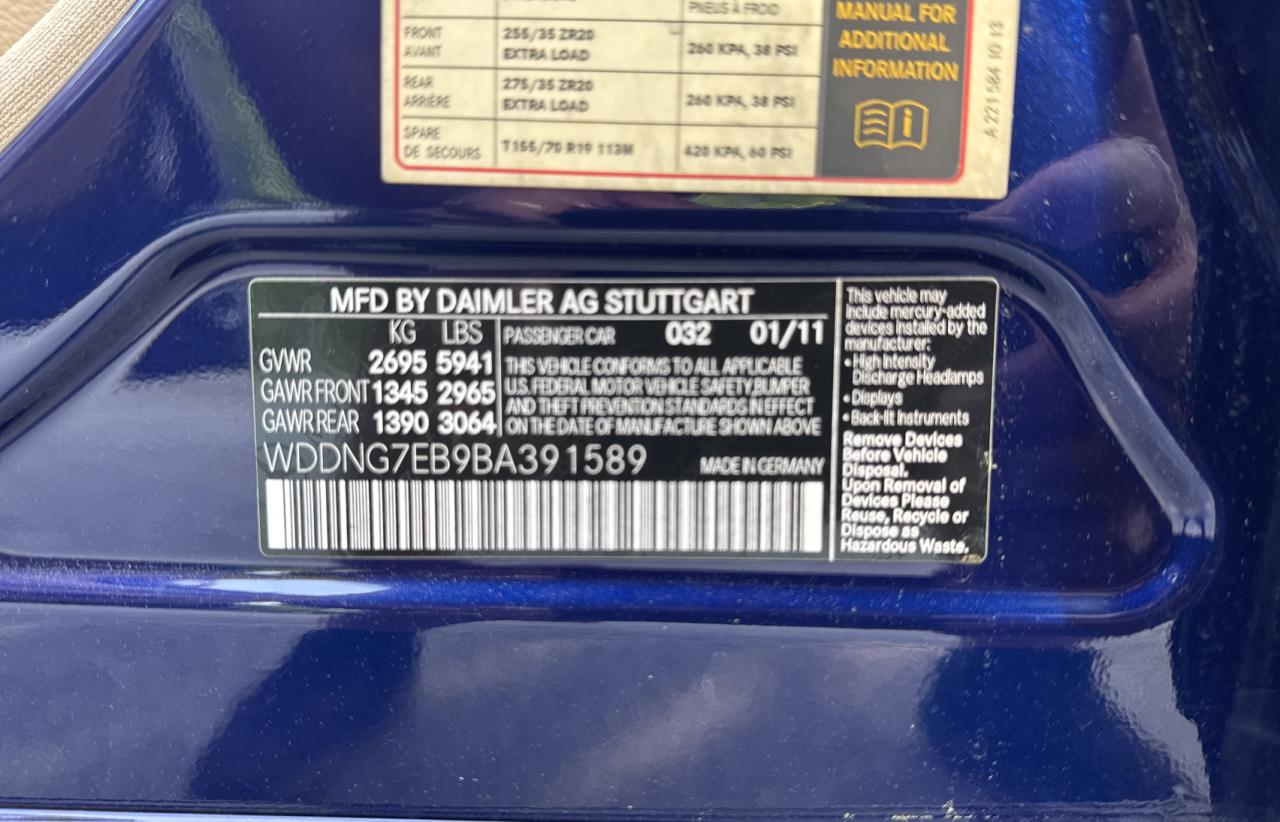 PNEUS À FROID
MANUAL FOR
ADDITIONAL
INFORMATION
FRONT
AVANT
255/35 ZR20
EXTRA LOAD
260 KPA, 38 PSI
REAR
ARRIÈRE
275/35 ZR20
EXTRA LOAD
260 KPA, 38 PSI
SPARE
DE SECOURS
T155/70 R19 113M
420 KPA, 60 PSI
A 221 584 10 13
MFD BY DAIMLER AG STUTTGART
KG LBS
GVWR 2695 5941
GAWR FRONT 1345 2965
GAWR REAR 1390 3064
PASSENGER CAR 032 01/11
THIS VEHICLE CONFORMS TO ALL APPLICABLE
U.S. FEDERAL MOTOR VEHICLE SAFETY BUMPER
AND THEFT PREVENTION STANDARDS IN EFFECT
ON THE DATE OF MANUFACTURE SHOWN ABOVE
WDDNG7EB9BA391589
MADE IN GERMANY
This vehicle may
include mercury-added
devices installed by the
manufacturer:
• High Intensity
Discharge Headlamps
• Displays
• Back-lit Instruments
Remove Devices
Before Vehicle
Disposal.
Upon Removal of
Devices Please
Reuse, Recycle or
Dispose as
Hazardous Waste.